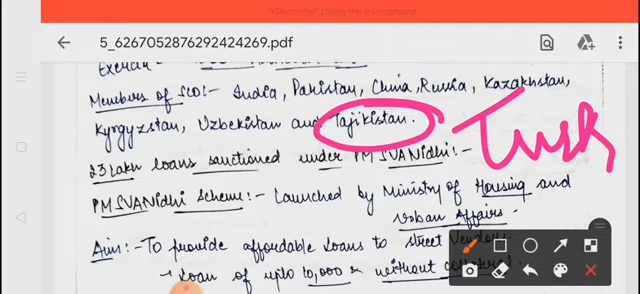 "XRecorder" Using the microphone
5_6267052876292424269.pdf
Members of SCO:- India, Pakistan, China, Russia, Kazakhstan,
Kyrgyzstan, Uzbekistan and Tajikistan.
Tusk
23 Lakh loans sanctioned under PM SVANidhi:-
PM SVANidhi Scheme:- Launched by Ministry of Housing and
Urban Affairs.
Aim:- To provide affordable loans to street
Loan of upto 10,000 ₹ without